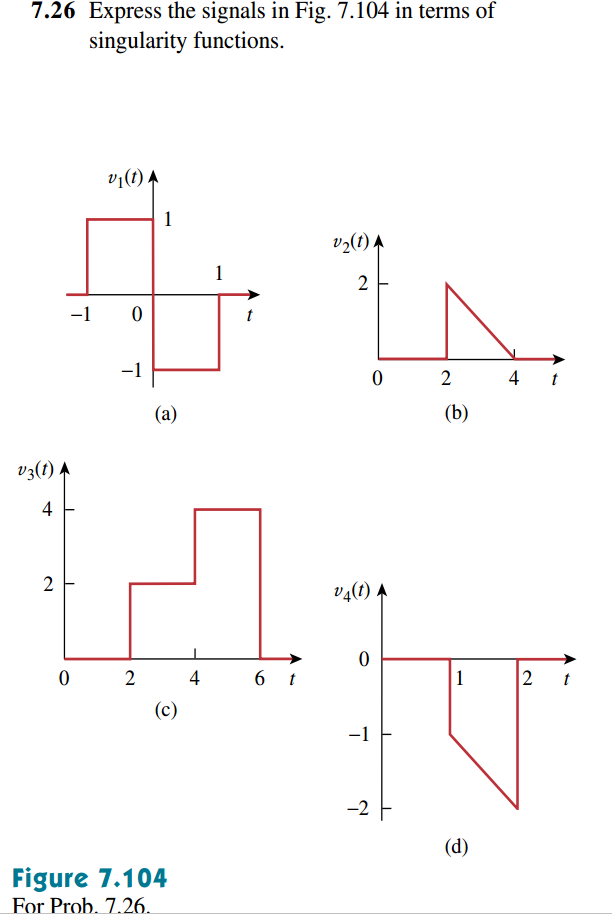 7.26 Express the signals in Fig. 7.104 in terms of
singularity functions.
v1(t)
1
1
−1 0 t
−1
(a)
v2(t)
2
0 2 4 t
(b)
v3(t)
4
2
0 2 4 6 t
(c)
v4(t)
0
1 2 t
−1
−2
(d)
Figure 7.104
For Prob. 7.26.